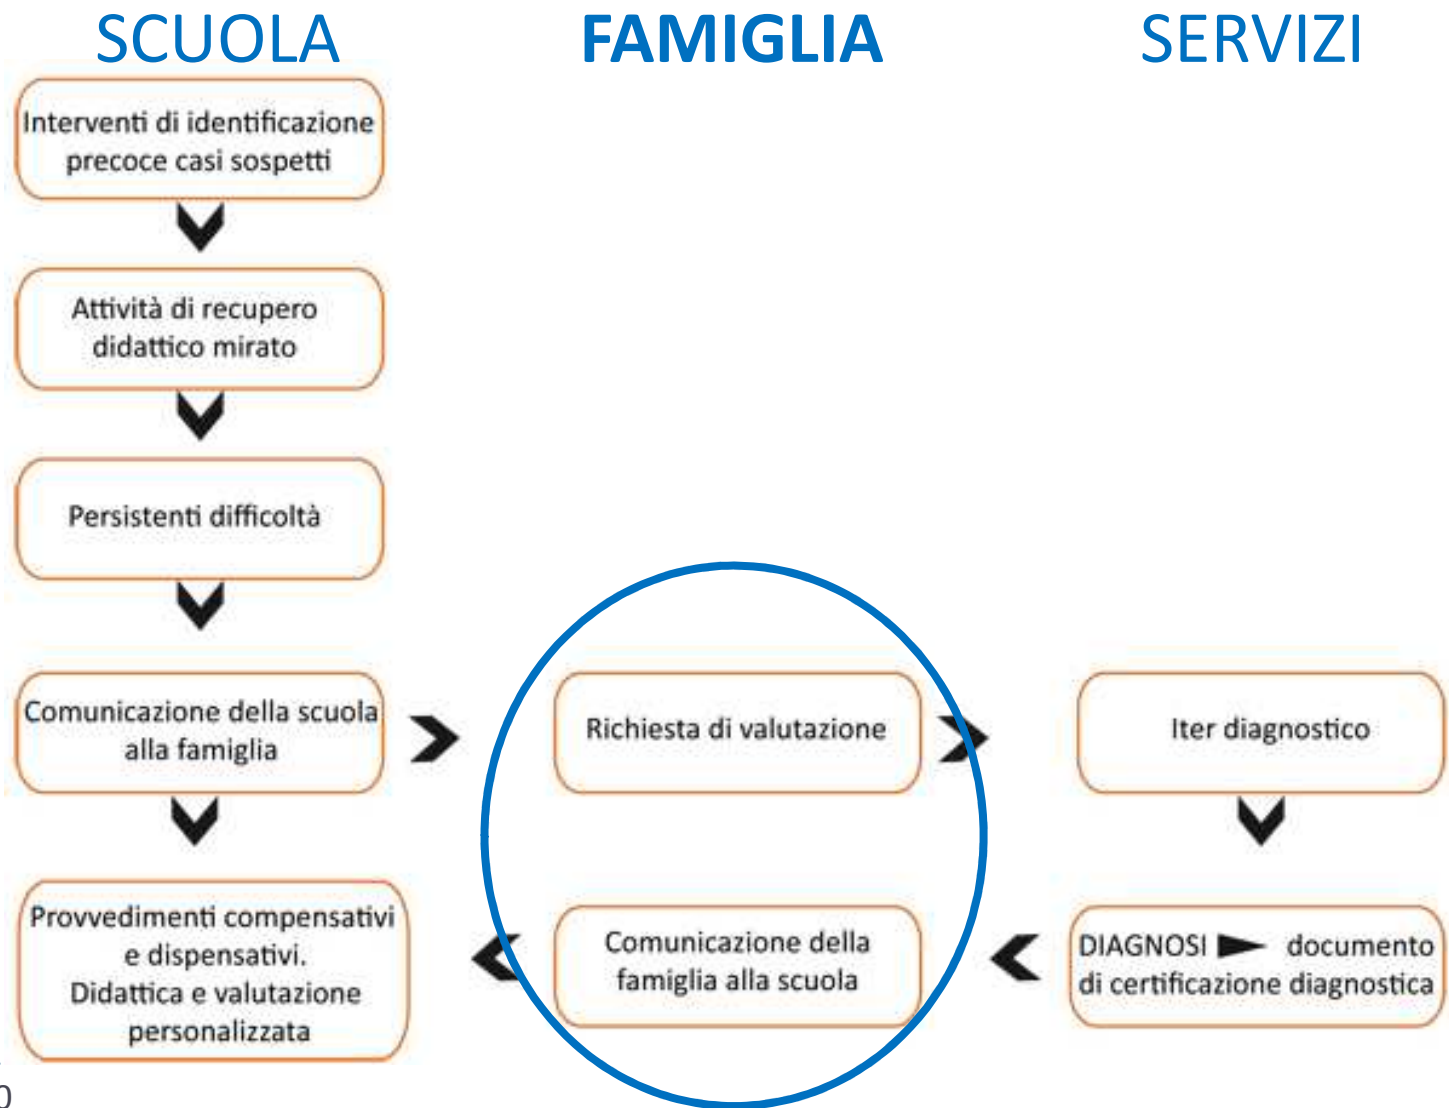 SCUOLA
FAMIGLIA
SERVIZI
Interventi di identificazione
precoce casi sospetti
Attività di recupero
didattico mirato
Persistenti difficoltà
Comunicazione della scuola
alla famiglia
Richiesta di valutazione
Iter diagnostico
Provvedimenti compensativi
e dispensativi.
Didattica e valutazione
personalizzata
Comunicazione della
famiglia alla scuola
DIAGNOSI documento
di certificazione diagnostica
0